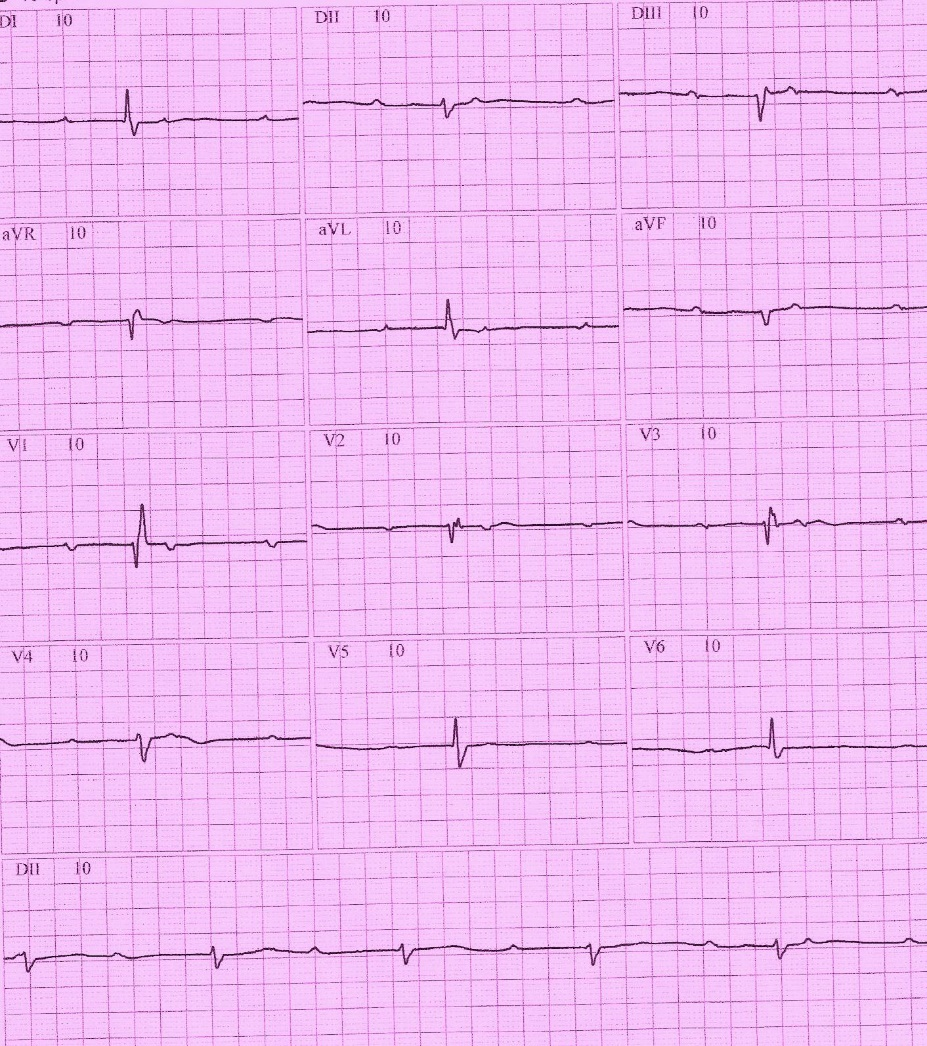 DI 10
DII 10
DIII 10
aVR 10
aVL 10
aVF 10
V1 10
V2 10
V3 10
V4 10
V5 10
V6 10
DII 10